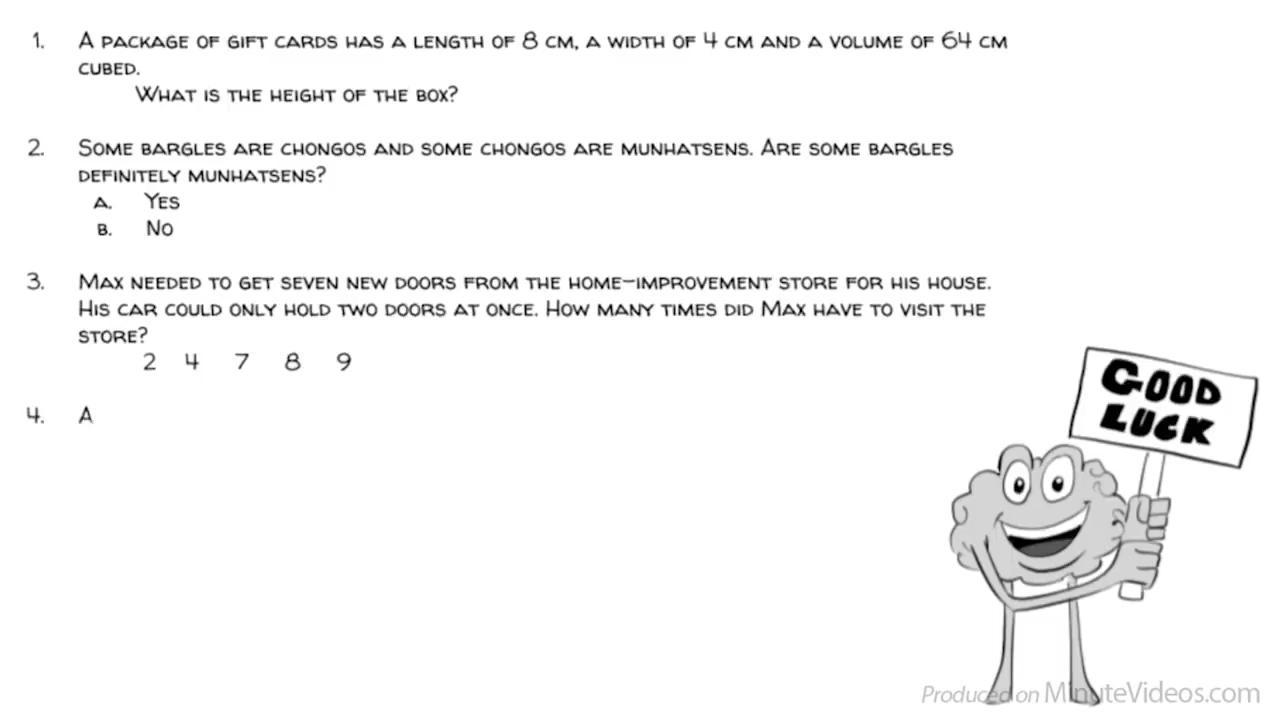 1. A package of gift cards has a length of 8 cm, a width of 4 cm and a volume of 64 cm
cubed.
What is the height of the box?
2. Some bargles are chongos and some chongos are munhatsens. Are some bargles
definitely munhatsens?
A. Yes
B. No
3. Max needed to get seven new doors from the home-improvement store for his house.
His car could only hold two doors at once. How many times did Max have to visit the
store?
2 4 7 8 9
4. A
GOOD
LUCK
Produced on MinuteVideos.com